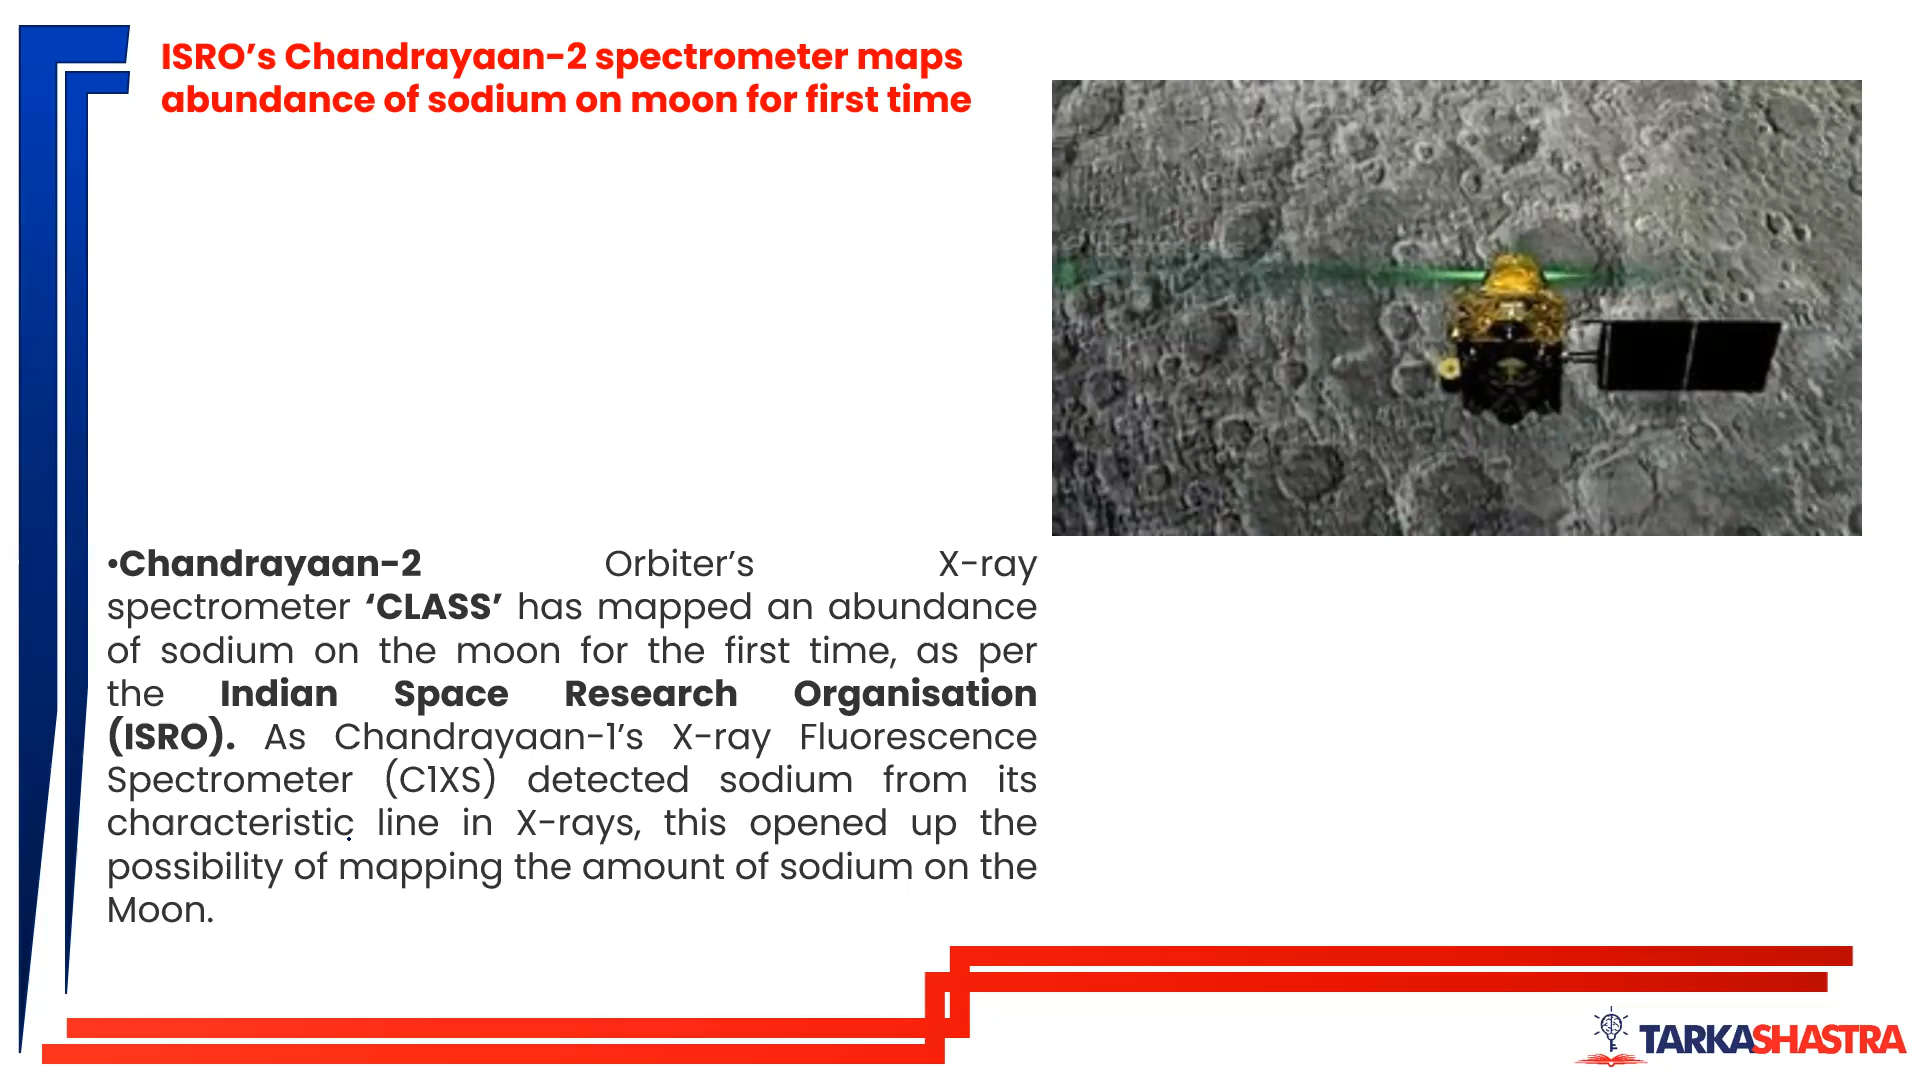 ISRO’s Chandrayaan-2 spectrometer maps
abundance of sodium on moon for first time
•Chandrayaan-2 Orbiter’s X-ray
spectrometer ‘CLASS’ has mapped an abundance
of sodium on the moon for the first time, as per
the Indian Space Research Organisation
(ISRO). As Chandrayaan-1’s X-ray Fluorescence
Spectrometer (C1XS) detected sodium from its
characteristic line in X-rays, this opened up the
possibility of mapping the amount of sodium on the
Moon.
TARKASHASTRA